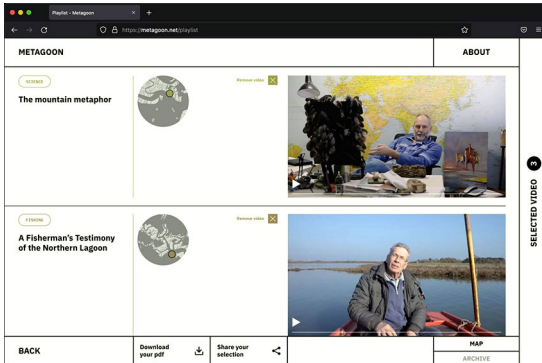 Playlist - Metagoon
https://metagoon.net/playlist
METAGOON
ABOUT
SCIENCE
Remove video
The mountain metaphor
FISHING
Remove video
A Fisherman's Testimony
of the Northern Lagoon
SELECTED VIDEO 3
BACK
Download
your pdf
Share your
selection
MAP
ARCHIVE